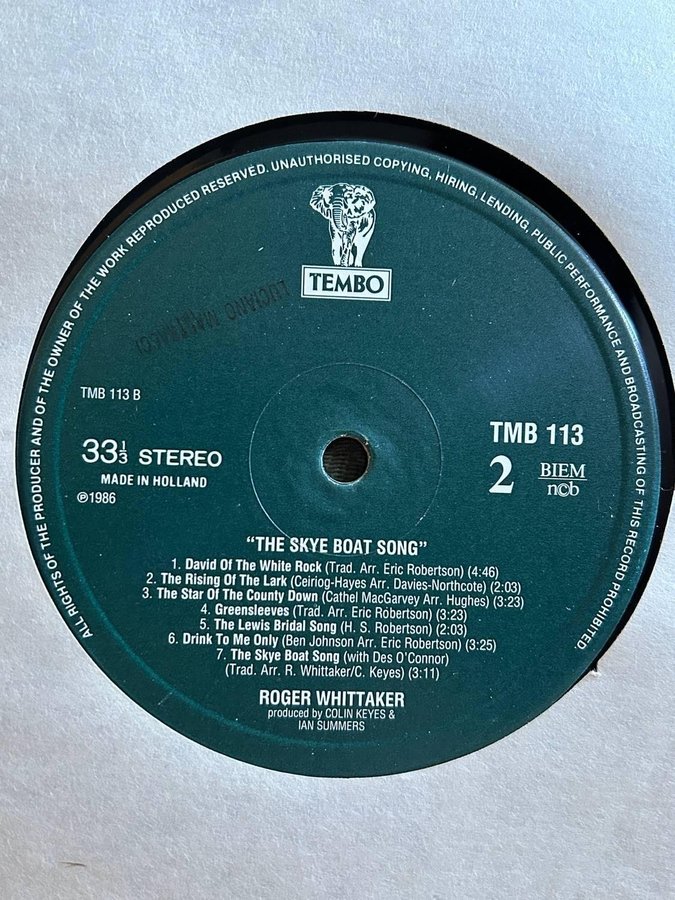 ALL RIGHTS OF THE PRODUCER AND OF THE OWNER OF THE WORK REPRODUCED RESERVED. UNAUTHORISED COPYING, HIRING, LENDING, PUBLIC PERFORMANCE AND BROADCASTING OF THIS RECORD PROHIBITED
TEMBO
LUCIANO
TMB 113 B
33⅓ STEREO
MADE IN HOLLAND
℗1986
TMB 113
2 BIEM
n©b
"THE SKYE BOAT SONG"
1. David Of The White Rock (Trad. Arr. Eric Robertson) (4:46)
2. The Rising Of The Lark (Ceiriog-Hayes Arr. Davies-Northcote) (2:03)
3. The Star Of The County Down (Cathel MacGarvey Arr. Hughes) (3:23)
4. Greensleeves (Trad. Arr. Eric Robertson) (3:23)
5. The Lewis Bridal Song (H. S. Robertson) (2:03)
6. Drink To Me Only (Ben Johnson Arr. Eric Robertson) (3:25)
7. The Skye Boat Song (with Des O'Connor)
(Trad. Arr. R. Whittaker/C. Keyes) (3:11)
ROGER WHITTAKER
produced by COLIN KEYES &
IAN SUMMERS